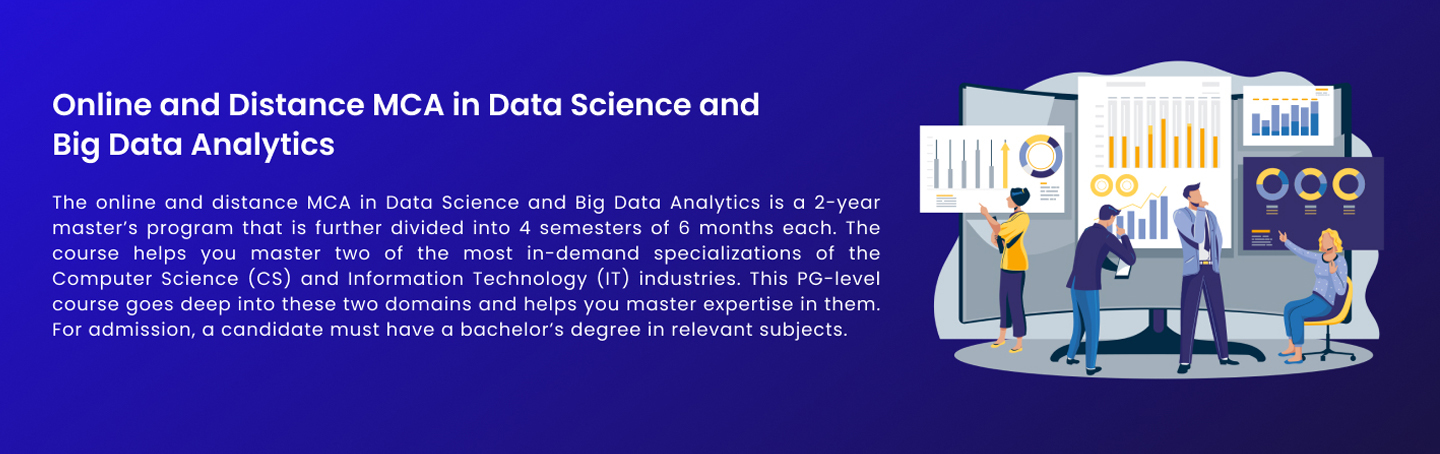 Online and Distance MCA in Data Science and
Big Data Analytics
The online and distance MCA in Data Science and Big Data Analytics is a 2-year
master’s program that is further divided into 4 semesters of 6 months each. The
course helps you master two of the most in-demand specializations of the
Computer Science (CS) and Information Technology (IT) industries. This PG-level
course goes deep into these two domains and helps you master expertise in them.
For admission, a candidate must have a bachelor’s degree in relevant subjects.